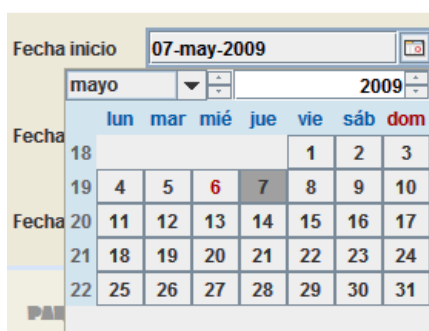 Fecha inicio 07-may-2009
mayo 2009
lun mar mié jue vie sáb dom
Fecha
18 1 2 3
19 4 5 6 7 8 9 10
Fecha 20 11 12 13 14 15 16 17
21 18 19 20 21 22 23 24
22 25 26 27 28 29 30 31